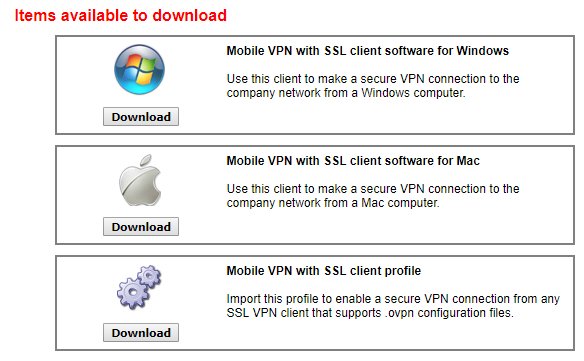 Items available to download
Mobile VPN with SSL client software for Windows
Use this client to make a secure VPN connection to the
company network from a Windows computer.
Download
Mobile VPN with SSL client software for Mac
Use this client to make a secure VPN connection to the
company network from a Mac computer.
Download
Mobile VPN with SSL client profile
Import this profile to enable a secure VPN connection from any
SSL VPN client that supports .ovpn configuration files.
Download